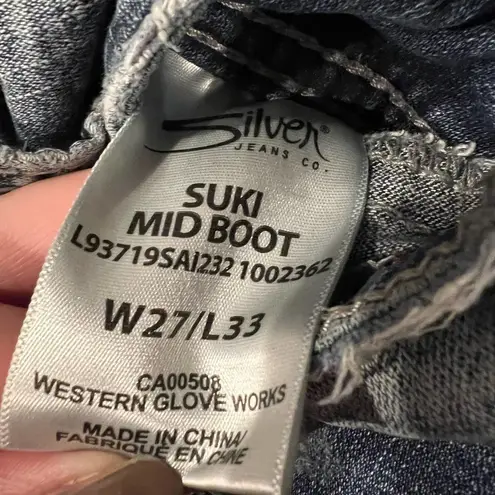 Silver®
JEANS CO.
SUKI
MID BOOT
L93719SAI232 1002362
W27/L33
CA00508
WESTERN GLOVE WORKS
MADE IN CHINA/
FABRIQUÉ EN CHINE